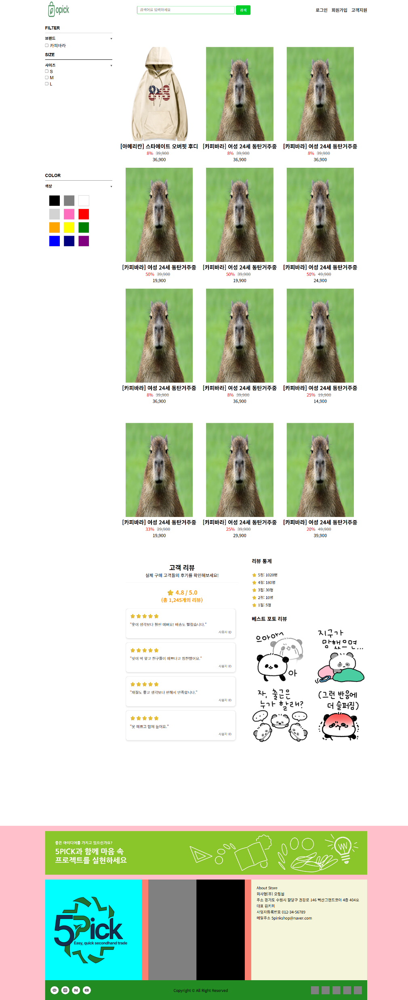 opick
검색어를 입력하세요
검색
로그인 회원가입 고객지원
FILTER
브랜드
카피바라
SIZE
사이즈
S
M
L
[아메리칸] 스타에이트 오버핏 후디
8% 39,900
36,900
[카피바라] 여성 24세 동탄거주중
8% 39,900
36,900
[카피바라] 여성 24세 동탄거주중
8% 39,900
36,900
COLOR
색상
[카피바라] 여성 24세 동탄거주중
50% 39,900
19,900
[카피바라] 여성 24세 동탄거주중
50% 39,900
19,900
[카피바라] 여성 24세 동탄거주중
50% 49,900
24,900
[카피바라] 여성 24세 동탄거주중
8% 39,900
36,900
[카피바라] 여성 24세 동탄거주중
8% 39,900
36,900
[카피바라] 여성 24세 동탄거주중
25% 19,900
14,900
[카피바라] 여성 24세 동탄거주중
33% 29,900
19,900
[카피바라] 여성 24세 동탄거주중
25% 39,900
29,900
[카피바라] 여성 24세 동탄거주중
20% 49,900
39,900
고객 리뷰
실제 구매 고객들의 후기를 확인해보세요!
4.8 / 5.0
(총 1,245개의 리뷰)
"옷이 생각보다 훨씬 예뻐요! 배송도 빨랐습니다."
사용자 ID
"핏이 딱 맞고 친구들이 예쁘다고 칭찬했어요."
사용자 ID
"재질도 좋고 생각보다 편해서 만족합니다."
사용자 ID
"옷 예쁘고 맘에 들어요."
사용자 ID
리뷰 통계
5점: 1020명
4점: 180명
3점: 30명
2점: 10명
1점: 5명
베스트 포토 리뷰
으아아ㅅ
아
지구가
망했으면...
자, 출근은
누가 할래?
(그런 반응에
더 슬퍼짐)
좋은 아이디어를 가지고 있으신가요?
5PICK과 함께 마음 속
프로젝트를 실현하세요
5Pick
Easy, quick secondhand trade
About Store
회사명(주) 오핑몰
주소 경기도 수원시 팔달구 권강로 146 벽산그랜드코아 4층 404호
대표 김카피
사업자등록번호 012-34-56789
메일주소 5pinkshop@naver.com
Copyright © All Right Reserved